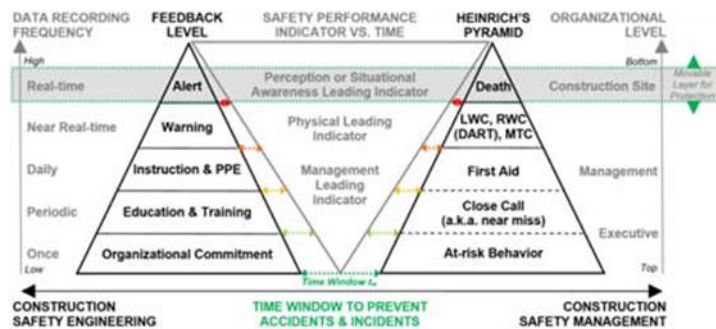 DATA RECORDING
FREQUENCY
FEEDBACK
LEVEL
SAFETY PERFORMANCE
INDICATOR VS. TIME
HEINRICH'S
PYRAMID
ORGANIZATIONAL
LEVEL
High
Bottom
Real-time
Alert
Perception or Situational
Awareness Leading Indicator
Death
Construction Site
Movable
Layer for
Protection
Near Real-time
Warning
Physical Leading
Indicator
LWC, RWC
(DART), MTC
Daily
Instruction & PPE
Management
Leading
Indicator
First Aid
Management
Periodic
Education & Training
Close Call
(a.k.a. near miss)
Executive
Once
Organizational Commitment
At-risk Behavior
Low
Time Window
Top
CONSTRUCTION
SAFETY ENGINEERING
TIME WINDOW TO PREVENT
ACCIDENTS & INCIDENTS
CONSTRUCTION
SAFETY MANAGEMENT